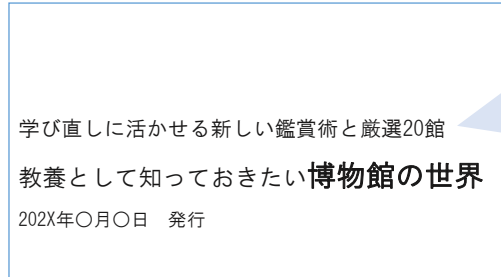 学び直しに活かせる新しい鑑賞術と厳選20館
教養として知っておきたい博物館の世界
202X年〇月〇日　発行